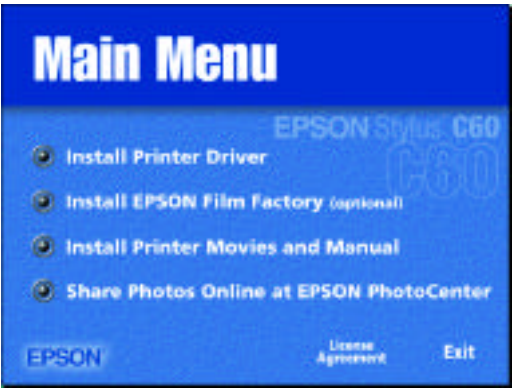 Main Menu
EPSON Stylus C60
C60
Install Printer Driver
Install EPSON Film Factory (optional)
Install Printer Movies and Manual
Share Photos Online at EPSON PhotoCenter
EPSON
License
Agreement
Exit